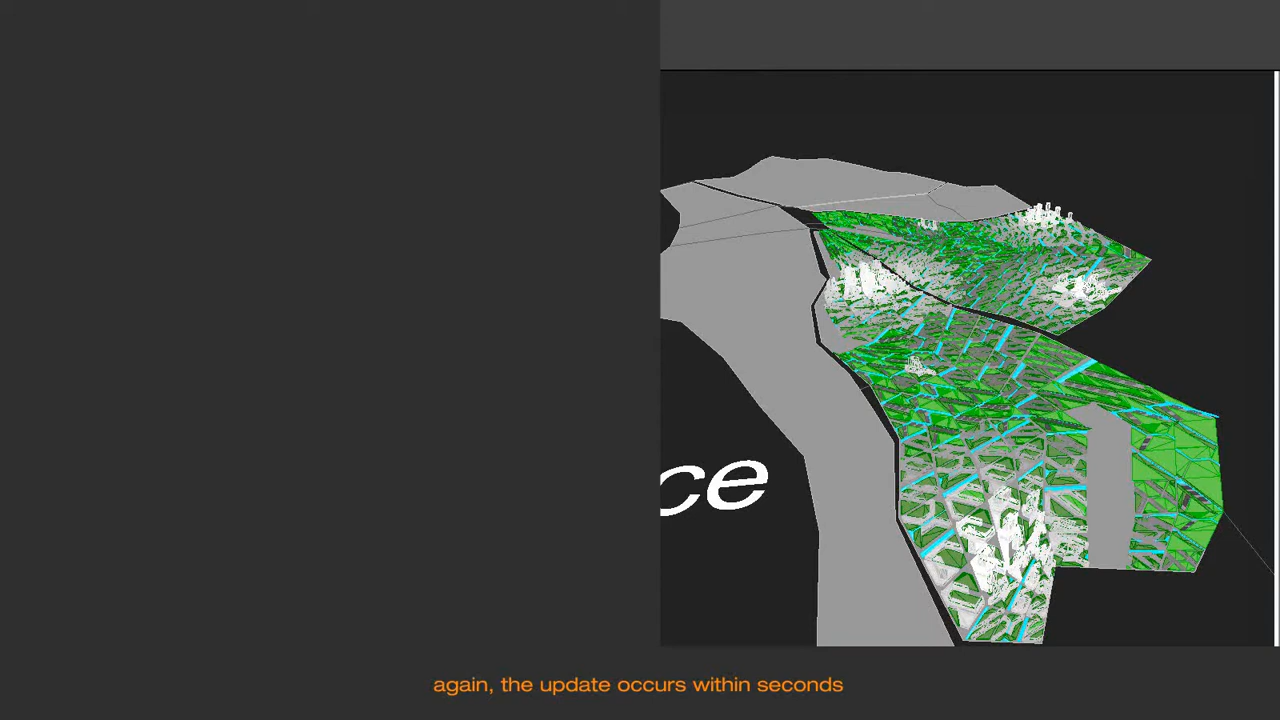 ce
again, the update occurs within seconds